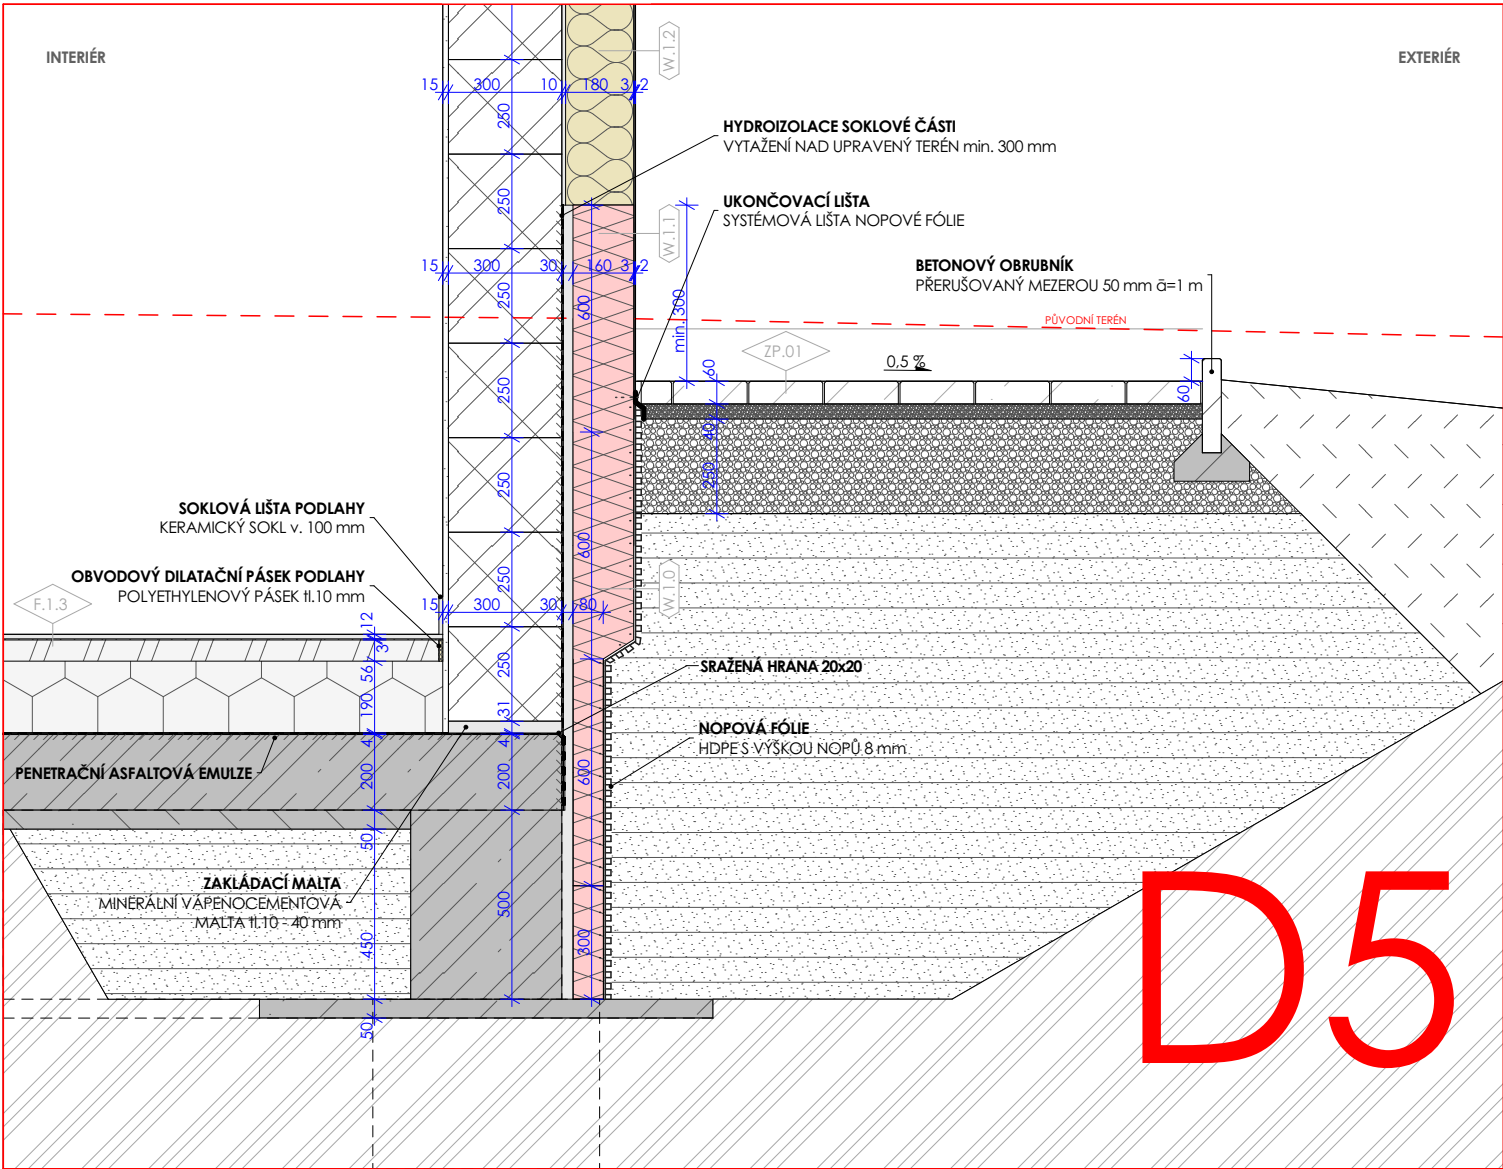 INTERIÉR
EXTERIÉR
W.1.2
15 300 10 180 3 2
250
HYDROIZOLACE SOKLOVÉ ČÁSTI
VYTAŽENÍ NAD UPRAVENÝ TERÉN min. 300 mm
250
UKONČOVACÍ LIŠTA
SYSTÉMOVÁ LIŠTA NOPOVÉ FÓLIE
W.1.1
15 300 30 160 3 2
BETONOVÝ OBRUBNÍK
PŘERUŠOVANÝ MEZEROU 50 mm ā=1 m
250
600
min. 300
PŮVODNÍ TERÉN
ZP.01
0,5 %
60
60
250
40
250
250
SOKLOVÁ LIŠTA PODLAHY
KERAMICKÝ SOKL v. 100 mm
600
OBVODOVÝ DILATAČNÍ PÁSEK PODLAHY
POLYETHYLENOVÝ PÁSEK tl.10 mm
250
W.1.0
F.1.3
15 300 30 80
12
3
56
190
4
200
50
450
50
250
31
4
200
500
SRAŽENÁ HRANA 20x20
NOPOVÁ FÓLIE
HDPE S VÝŠKOU NOPŮ 8 mm
600
PENETRAČNÍ ASFALTOVÁ EMULZE
ZAKLÁDACÍ MALTA
MINERÁLNÍ VÁPENOCEMENTOVÁ
MALTA tl.10 - 40 mm
300
D5